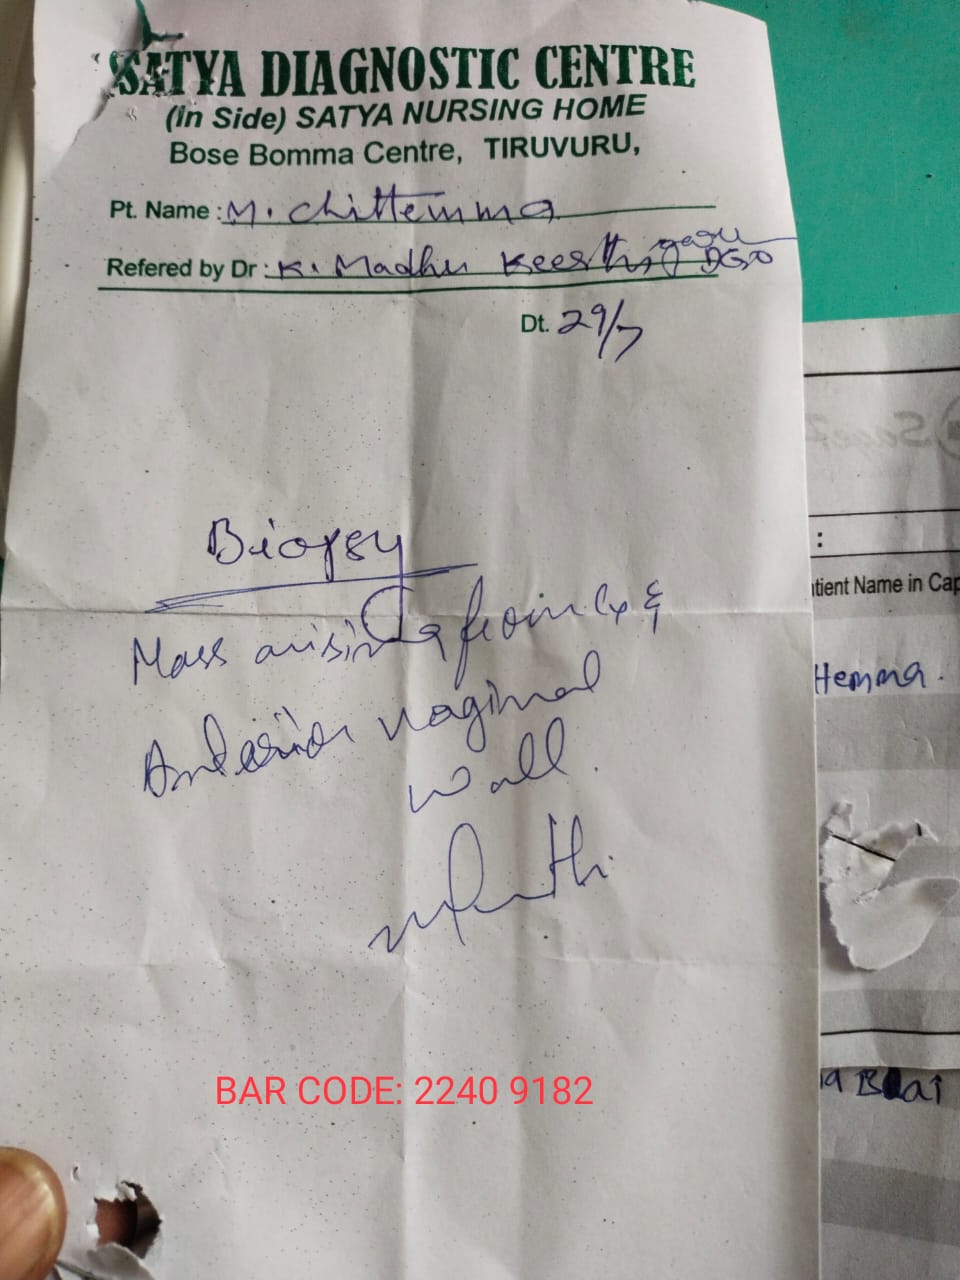 SATYA DIAGNOSTIC CENTRE
(In Side) SATYA NURSING HOME
Bose Bomma Centre, TIRUVURU,
Pt. Name : M. Chittemma
Refered by Dr : K. Madhu Keerthi garu DGO
Dt. 29/7
Biopsy
Mass arising from Cx &
Anterior vaginal
wall.
BAR CODE: 2240 9182
:
tient Name in Cap
Hemma.